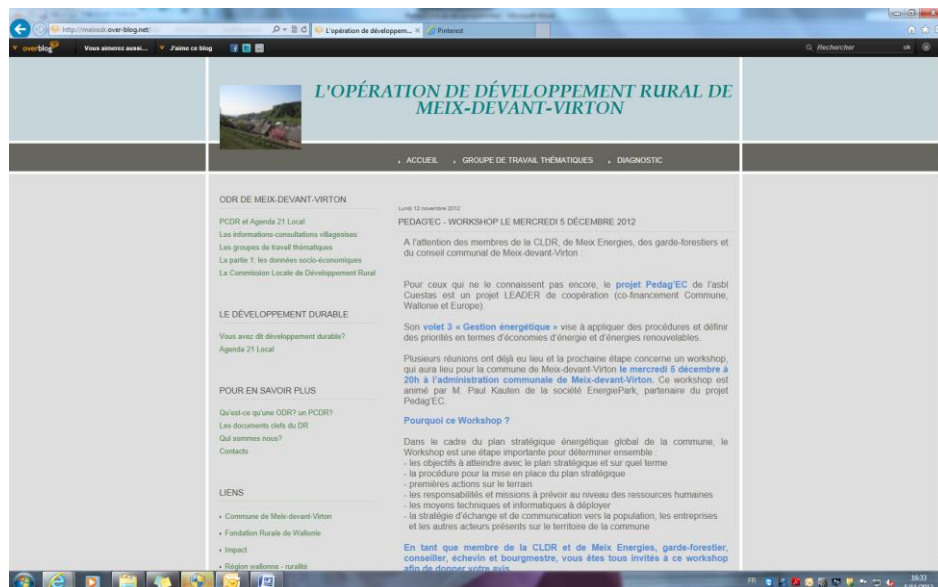 http://meixodr.over-blog.net/
L'opération de développem...
Pinterest
overblog
Vous aimerez aussi...
J'aime ce blog
Rechercher
ok
L'OPÉRATION DE DÉVELOPPEMENT RURAL DE
MEIX-DEVANT-VIRTON
ACCUEIL
GROUPE DE TRAVAIL THÉMATIQUES
DIAGNOSTIC
ODR DE MEIX-DEVANT-VIRTON
PCDR et Agenda 21 Local
Les informations-consultations villageoises
Les groupes de travail thématiques
La partie 1: les données socio-économiques
La Commission Locale de Développement Rural
LE DÉVELOPPEMENT DURABLE
Vous avez dit développement durable?
Agenda 21 Local
POUR EN SAVOIR PLUS
Qu'est-ce qu'une ODR? un PCDR?
Les documents clefs du DR
Qui sommes nous?
Contacts
LIENS
• Commune de Meix-devant-Virton
• Fondation Rurale de Wallonie
• Impact
• Région wallonne - ruralité
novembre 2012
PEDAG'EC - WORKSHOP LE MERCREDI 5 DÉCEMBRE 2012
A l'attention des membres de la CLDR, de Meix Energies, des garde-forestiers et
du conseil communal de Meix-devant-Virton :
Pour ceux qui ne le connaissent pas encore, le projet Pedag'EC de l'asbl
Cuestas est un projet LEADER de coopération (co-financement Commune,
Wallonie et Europe).
Son volet 3 « Gestion énergétique » vise à appliquer des procédures et définir
des priorités en termes d'économies d'énergie et d'énergies renouvelables.
Plusieurs réunions ont déjà eu lieu et la prochaine étape concerne un workshop,
qui aura lieu pour la commune de Meix-devant-Virton le mercredi 5 décembre à
20h à l'administration communale de Meix-devant-Virton. Ce workshop est
animé par M. Paul Kauten de la société EnergiePark, partenaire du projet
Pedag'EC.
Pourquoi ce Workshop ?
Dans le cadre du plan stratégique énergétique global de la commune, le
Workshop est une étape importante pour déterminer ensemble :
- les objectifs à atteindre avec le plan stratégique et sur quel terme
- la procédure pour la mise en place du plan stratégique
- premières actions sur le terrain
- les responsabilités et missions à prévoir au niveau des ressources humaines
- les moyens techniques et informatiques à déployer
- la stratégie d'échange et de communication vers la population, les entreprises
et les autres acteurs présents sur le territoire de la commune
En tant que membre de la CLDR et de Meix Energies, garde-forestier,
conseiller, échevin et bourgmestre, vous êtes tous invités à ce workshop
afin de donner votre avis.
FR
16:33